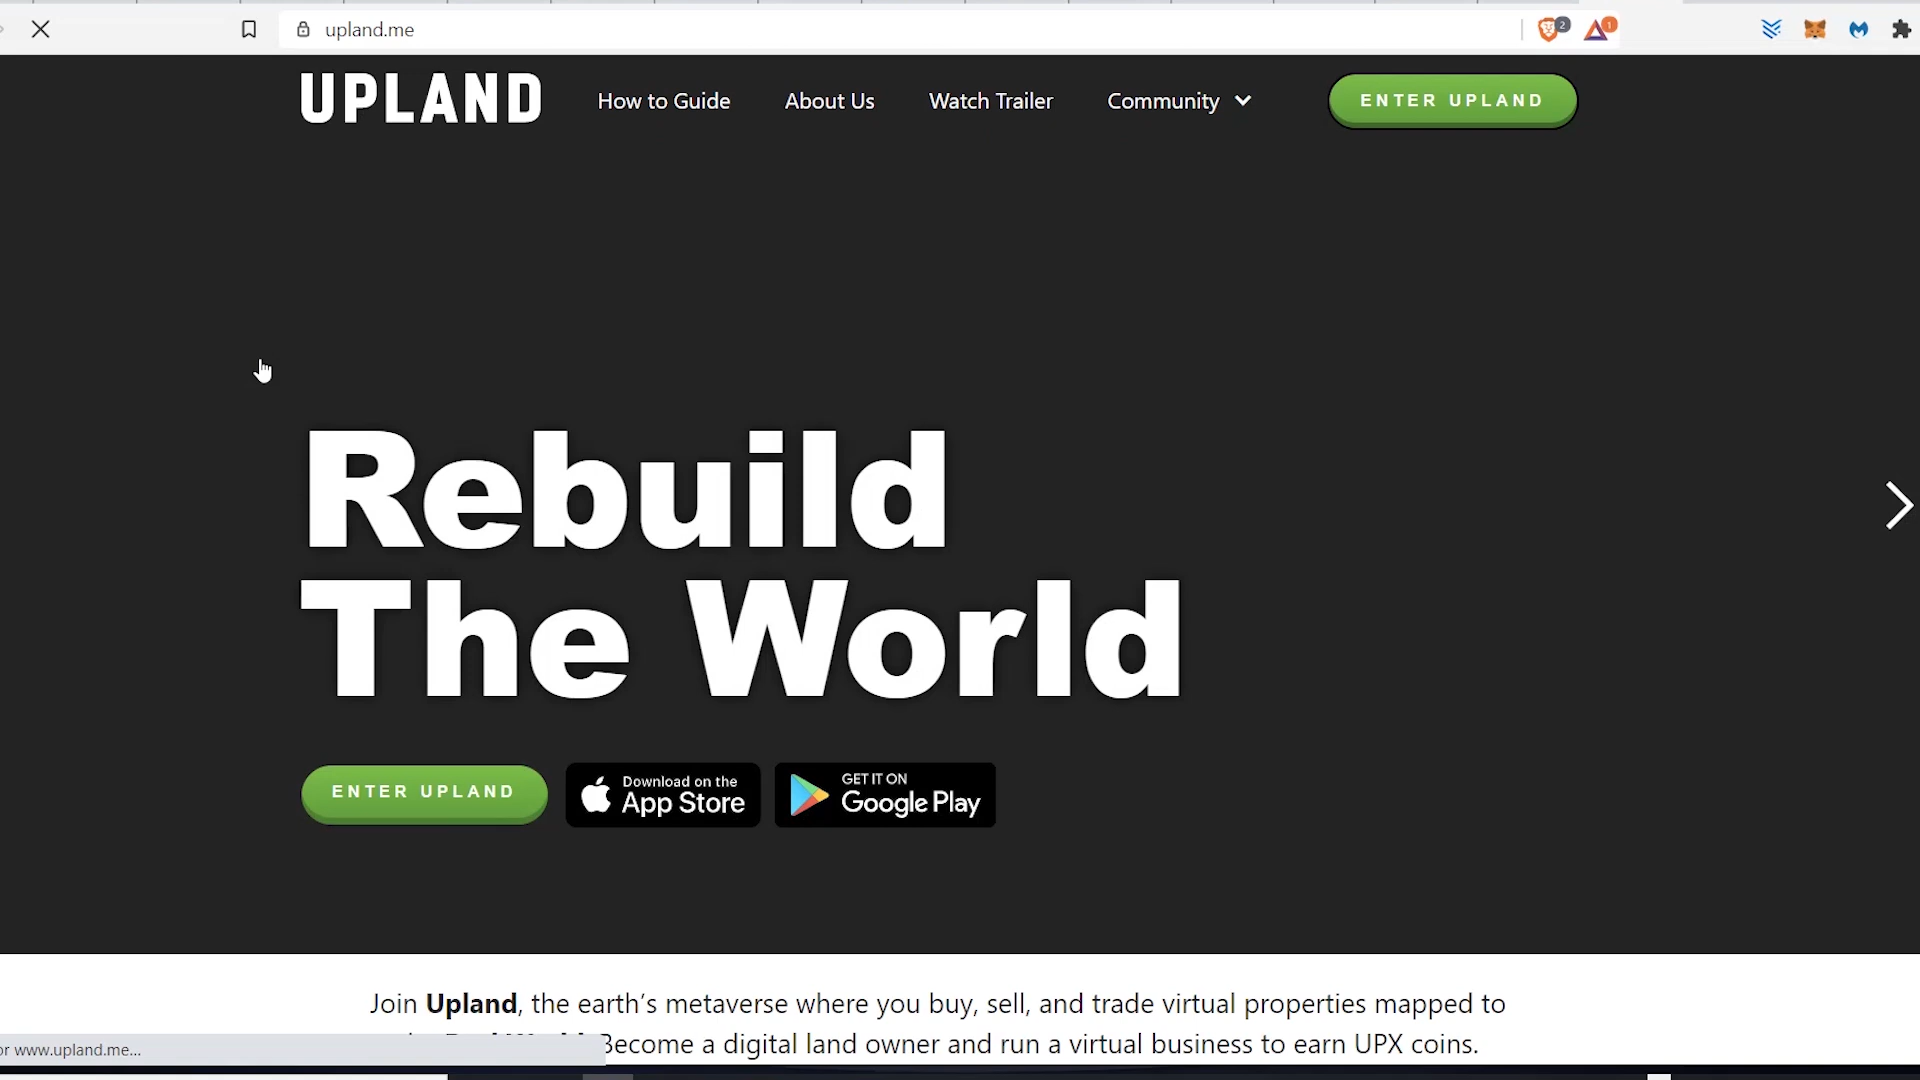 upland.me
2
1
UPLAND
How to Guide
About Us
Watch Trailer
Community
ENTER UPLAND
Rebuild
The World
ENTER UPLAND
Download on the
App Store
GET IT ON
Google Play
Join Upland, the earth's metaverse where you buy, sell, and trade virtual properties mapped to
Become a digital land owner and run a virtual business to earn UPX coins.
or www.upland.me...